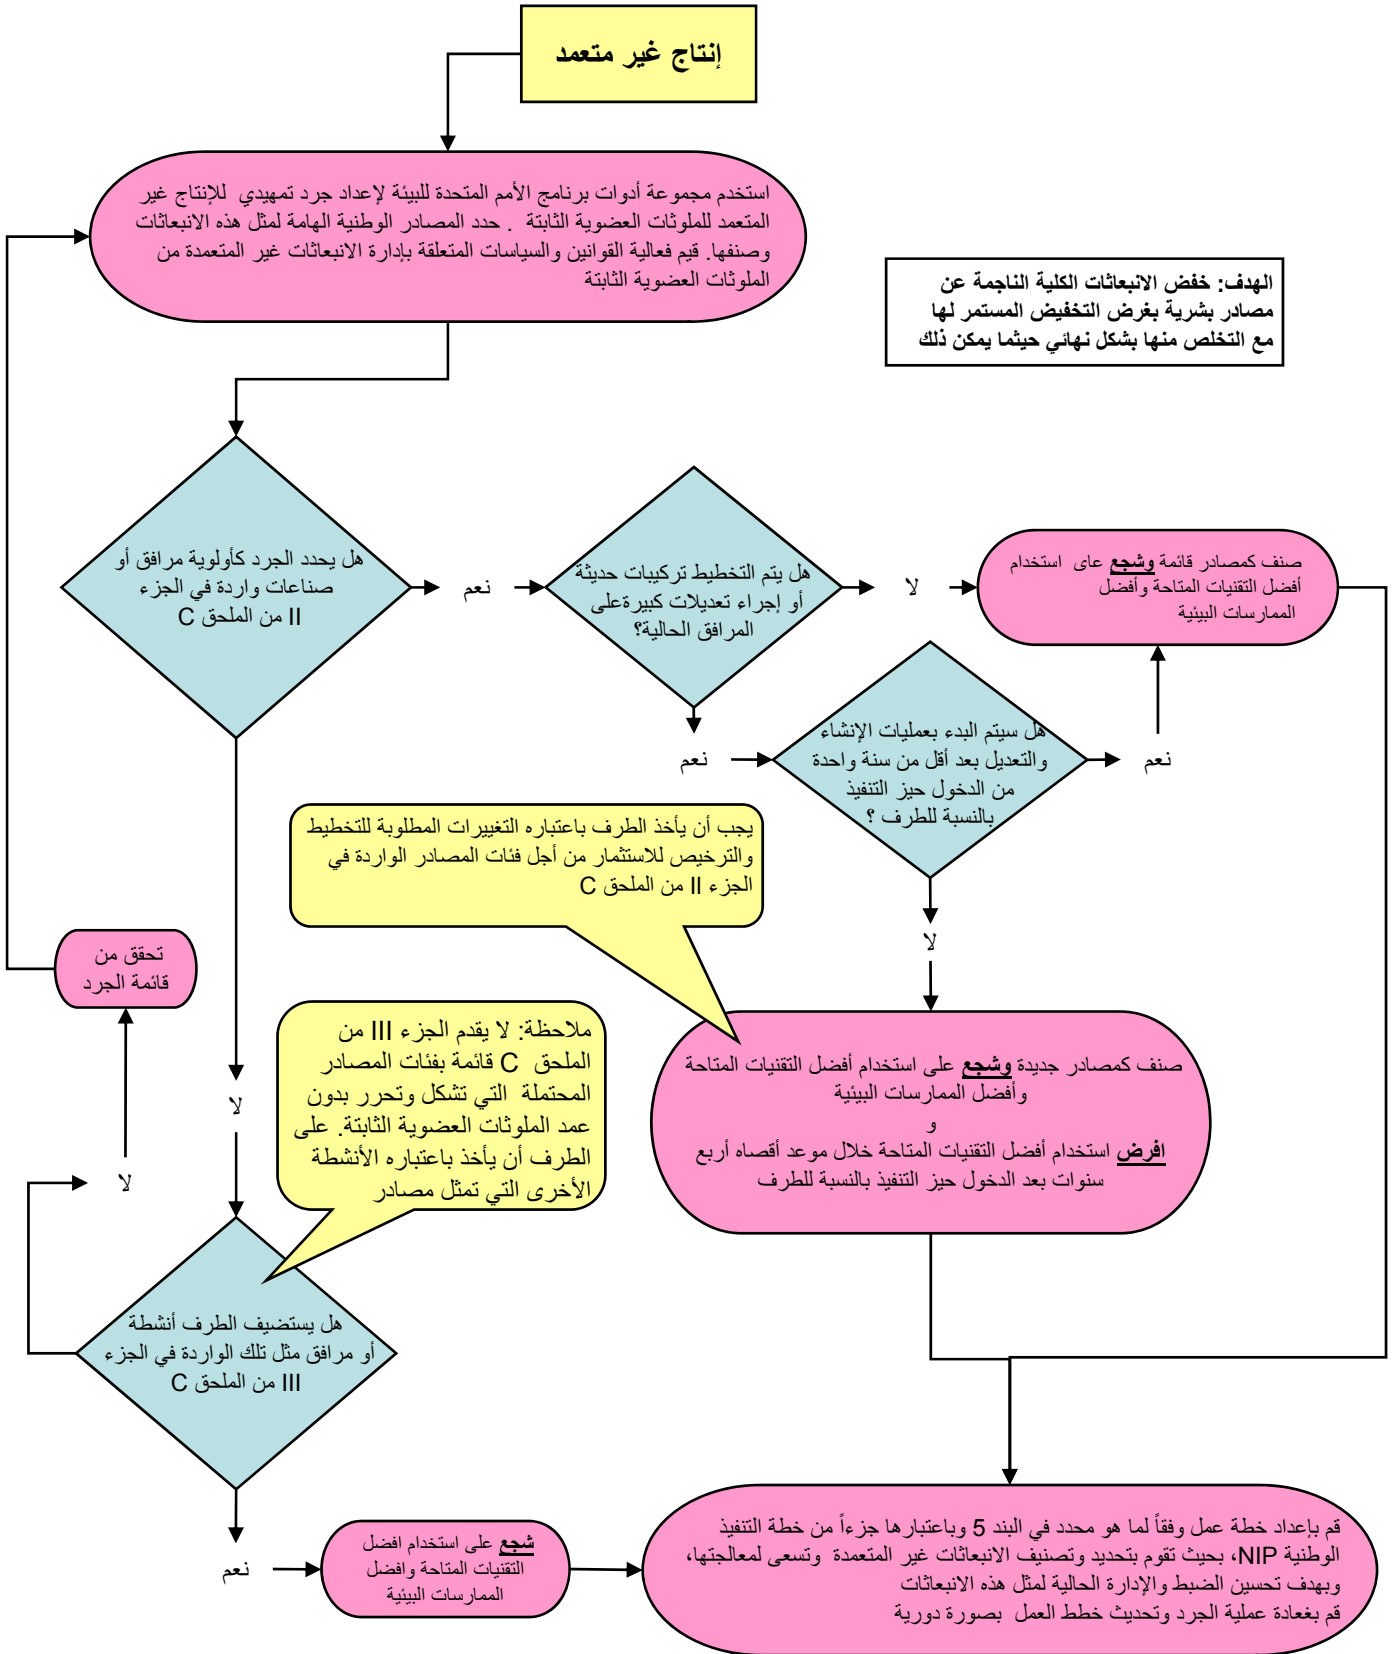 إنتاج غير متعمد
استخدم مجموعة أدوات برنامج الأمم المتحدة للبيئة لإعداد جرد تمهيدي للإنتاج غير
المتعمد للملوثات العضوية الثابتة . حدد المصادر الوطنية الهامة لمثل هذه الانبعاثات
وصنفها. قيم فعالية القوانين والسياسات المتعلقة بإدارة الانبعاثات غير المتعمدة من
الملوثات العضوية الثابتة
الهدف: خفض الانبعاثات الكلية الناجمة عن
مصادر بشرية بغرض التخفيض المستمر لها
مع التخلص منها بشكل نهائي حيثما يمكن ذلك
هل يحدد الجرد كأولوية مرافق أو
صناعات واردة في الجزء
II من الملحق C
نعم
هل يتم التخطيط تركيبات حديثة
أو إجراء تعديلات كبيرةعلى
المرافق الحالية؟
لا
صنف كمصادر قائمة وشجع عاى استخدام
أفضل التقنيات المتاحة وأفضل
الممارسات البيئية
نعم
هل سيتم البدء بعمليات الإنشاء
والتعديل بعد أقل من سنة واحدة
من الدخول حيز التنفيذ
بالنسبة للطرف ؟
نعم
يجب أن يأخذ الطرف باعتباره التغييرات المطلوبة للتخطيط
والترخيص للاستثمار من أجل فئات المصادر الواردة في
الجزء II من الملحق C
لا
تحقق من
قائمة الجرد
ملاحظة: لا يقدم الجزء III من
الملحق C قائمة بفئات المصادر
المحتملة التي تشكل وتحرر بدون
عمد الملوثات العضوية الثابتة. على
الطرف أن يأخذ باعتباره الأنشطة
الأخرى التي تمثل مصادر
صنف كمصادر جديدة وشجع على استخدام أفضل التقنيات المتاحة
وأفضل الممارسات البيئية
و
افرض استخدام أفضل التقنيات المتاحة خلال موعد أقصاه أربع
سنوات بعد الدخول حيز التنفيذ بالنسبة للطرف
لا
لا
هل يستضيف الطرف أنشطة
أو مرافق مثل تلك الواردة في الجزء
III من الملحق C
نعم
شجع على استخدام افضل
التقنيات المتاحة وافضل
الممارسات البيئية
قم بإعداد خطة عمل وفقاً لما هو محدد في البند 5 وباعتبارها جزءاً من خطة التنفيذ
الوطنية NIP، بحيث تقوم بتحديد وتصنيف الانبعاثات غير المتعمدة وتسعى لمعالجتها،
وبهدف تحسين الضبط والإدارة الحالية لمثل هذه الانبعاثات
قم بغعادة عملية الجرد وتحديث خطط العمل بصورة دورية